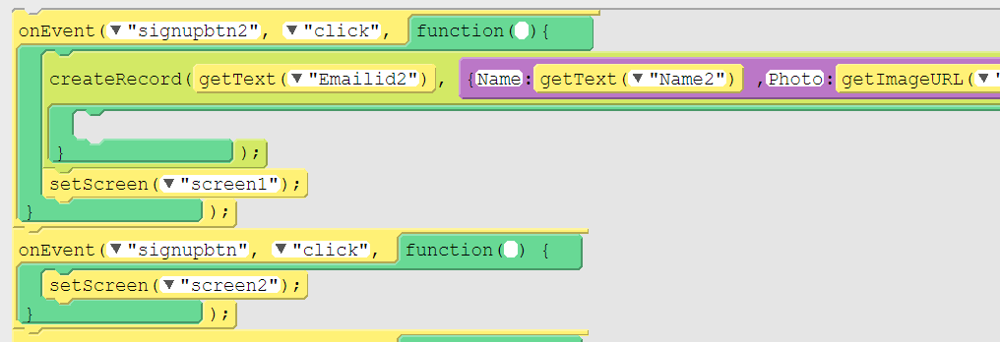 onEvent(▼"signupbtn2", ▼"click", function( ){
createRecord(getText(▼"Emailid2"), {Name:getText(▼"Name2") ,Photo:getImageURL(▼"
} );
setScreen(▼"screen1");
} );
onEvent(▼"signupbtn", ▼"click", function( ) {
setScreen(▼"screen2");
} );